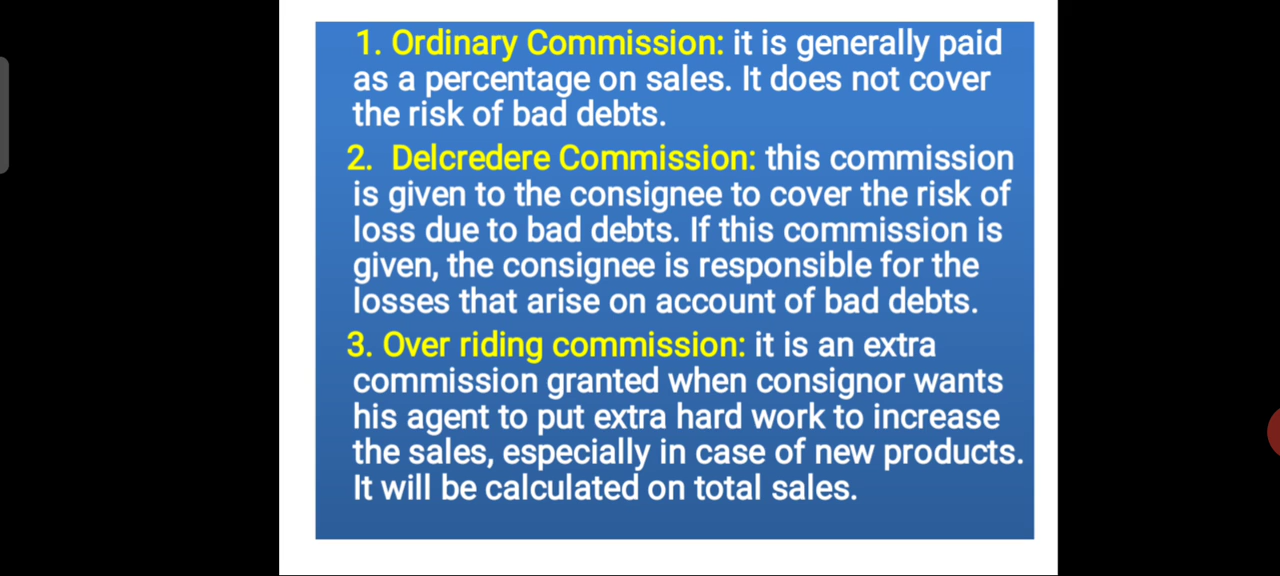 1. Ordinary Commission: it is generally paid
as a percentage on sales. It does not cover
the risk of bad debts.
2. Delcredere Commission: this commission
is given to the consignee to cover the risk of
loss due to bad debts. If this commission is
given, the consignee is responsible for the
losses that arise on account of bad debts.
3. Over riding commission: it is an extra
commission granted when consignor wants
his agent to put extra hard work to increase
the sales, especially in case of new products.
It will be calculated on total sales.